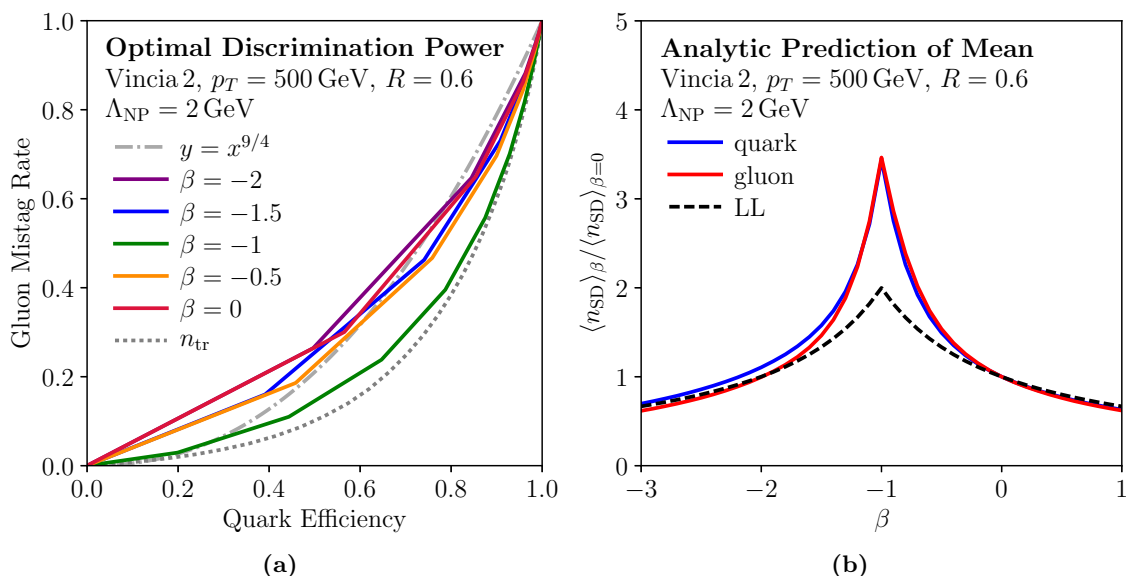 Optimal Discrimination Power
Vincia 2, p_T = 500 GeV, R = 0.6
Λ_NP = 2 GeV
y = x^{9/4}
β = −2
β = −1.5
β = −1
β = −0.5
β = 0
n_tr
Gluon Mistag Rate
1.0
0.8
0.6
0.4
0.2
0.0
0.0 0.2 0.4 0.6 0.8 1.0
Quark Efficiency
(a)
Analytic Prediction of Mean
Vincia 2, p_T = 500 GeV, R = 0.6
Λ_NP = 2 GeV
quark
gluon
LL
⟨n_SD⟩_β/⟨n_SD⟩_{β=0}
5
4
3
2
1
0
−3 −2 −1 0 1
β
(b)